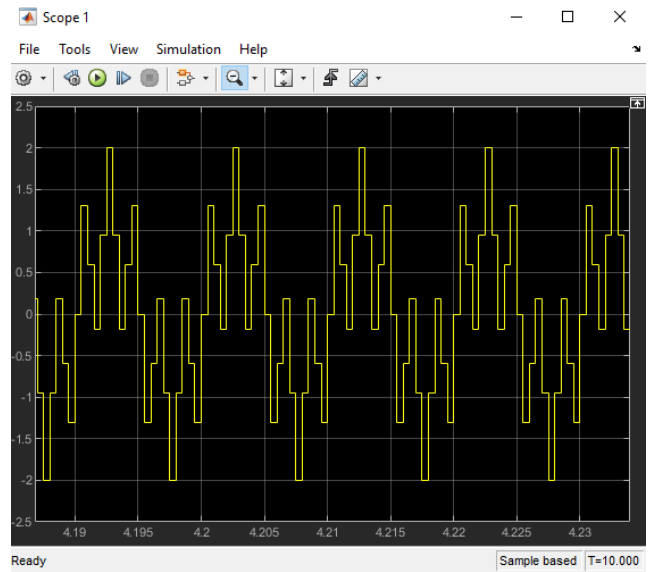 Scope 1
File Tools View Simulation Help
2.5
2
1.5
1
0.5
0
-0.5
-1
-1.5
-2
-2.5
4.19 4.195 4.2 4.205 4.21 4.215 4.22 4.225 4.23
Ready Sample based T=10.000